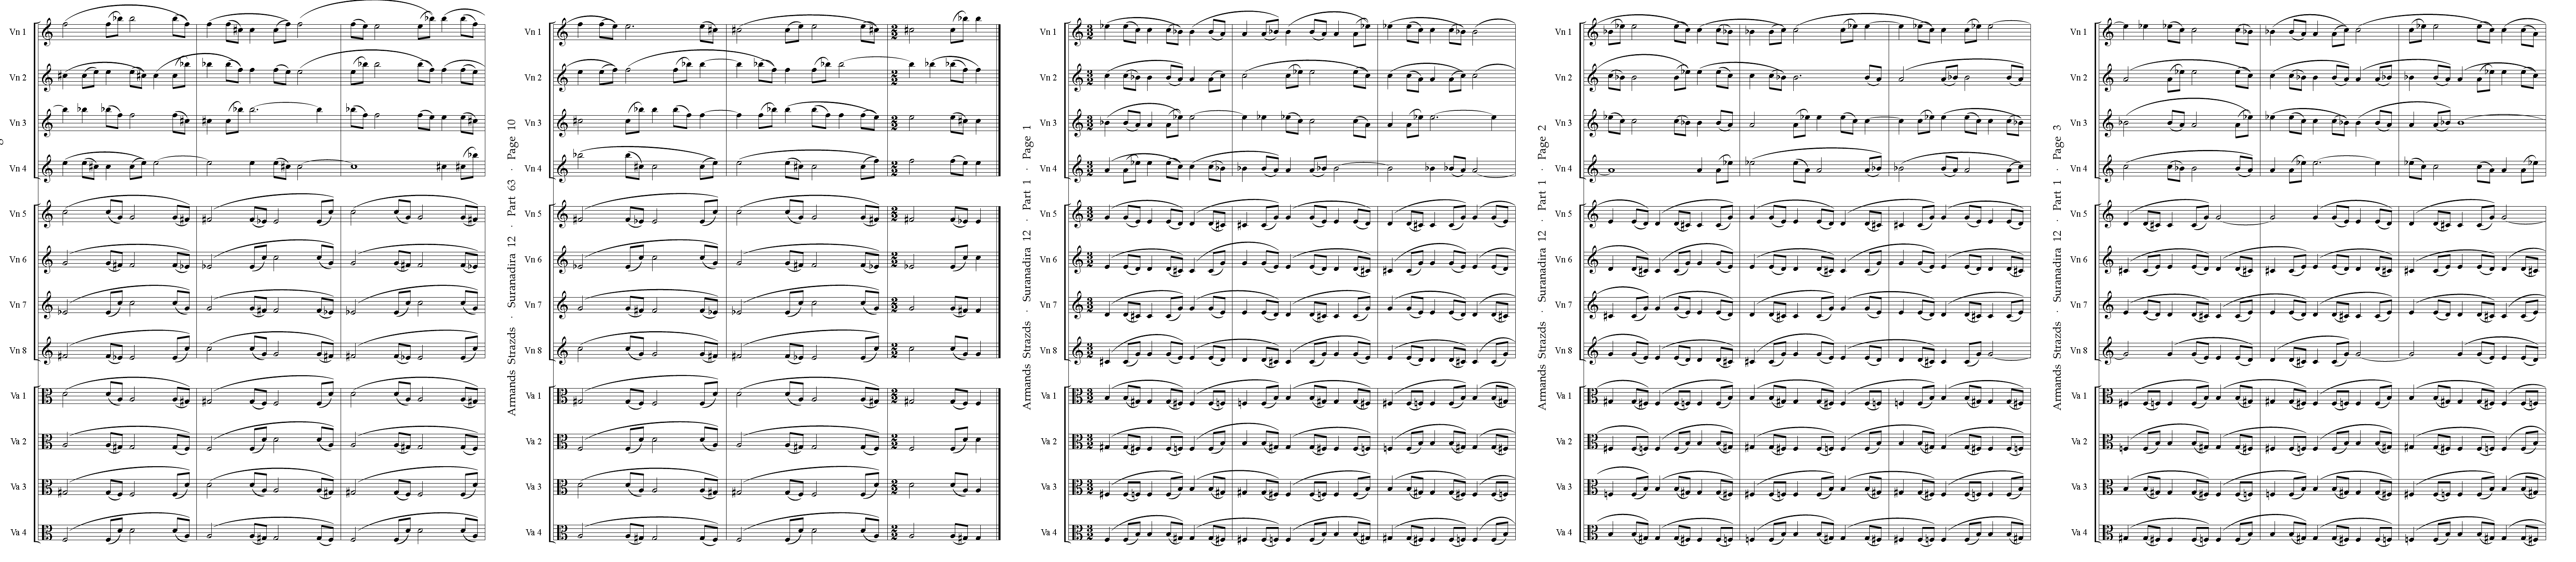 Vn 1
Vn 2
Vn 3
Vn 4
Vn 5
Vn 6
Vn 7
Vn 8
Va 1
Va 2
Va 3
Va 4
Armands Strazds · Suranadira 12 · Part 63 · Page 10
Vn 1
Vn 2
Vn 3
Vn 4
Vn 5
Vn 6
Vn 7
Vn 8
Va 1
Va 2
Va 3
Va 4
Armands Strazds · Suranadira 12 · Part 1 · Page 1
Vn 1
Vn 2
Vn 3
Vn 4
Vn 5
Vn 6
Vn 7
Vn 8
Va 1
Va 2
Va 3
Va 4
Armands Strazds · Suranadira 12 · Part 1 · Page 2
Vn 1
Vn 2
Vn 3
Vn 4
Vn 5
Vn 6
Vn 7
Vn 8
Va 1
Va 2
Va 3
Va 4
Armands Strazds · Suranadira 12 · Part 1 · Page 3
Vn 1
Vn 2
Vn 3
Vn 4
Vn 5
Vn 6
Vn 7
Vn 8
Va 1
Va 2
Va 3
Va 4